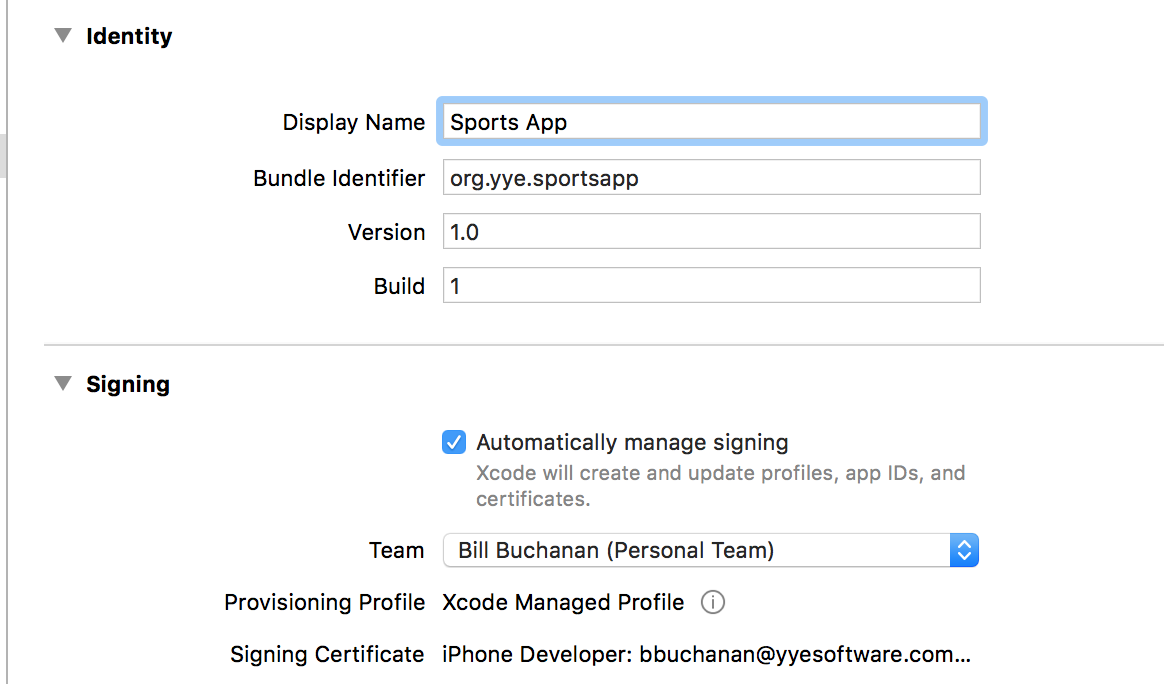 Identity
Display Name Sports App
Bundle Identifier org.yye.sportsapp
Version 1.0
Build 1
Signing
Automatically manage signing
Xcode will create and update profiles, app IDs, and
certificates.
Team Bill Buchanan (Personal Team)
Provisioning Profile Xcode Managed Profile
Signing Certificate iPhone Developer: bbuchanan@yyesoftware.com...